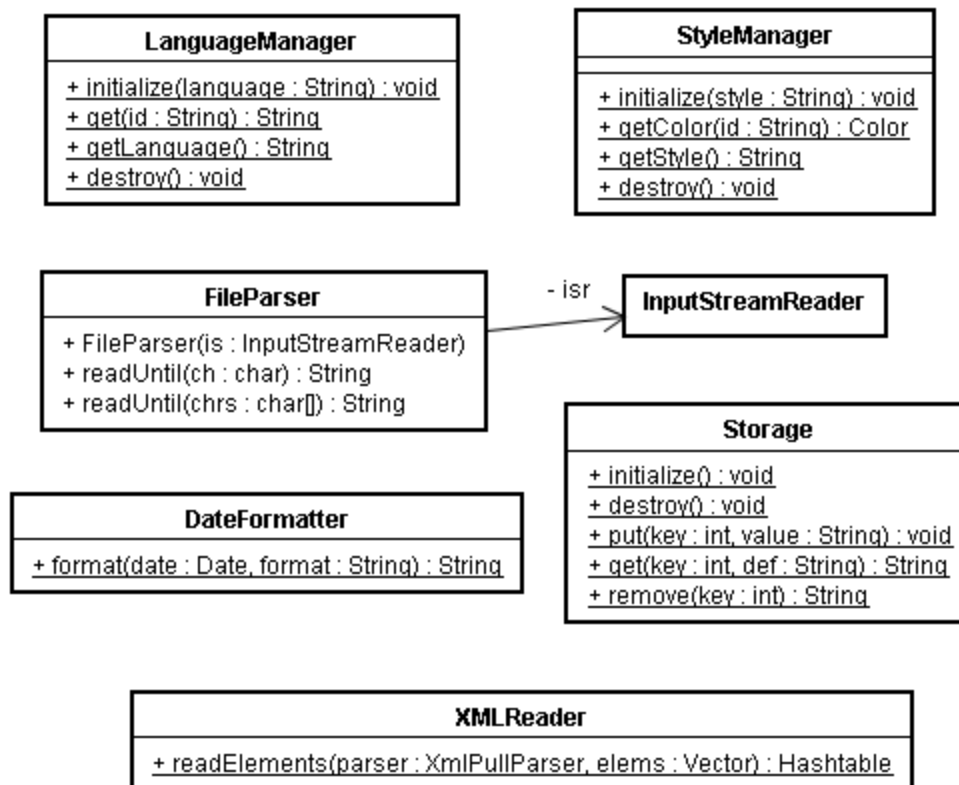 LanguageManager
+ initialize(language : String) : void
+ get(id : String) : String
+ getLanguage() : String
+ destroy() : void
StyleManager
+ initialize(style : String) : void
+ getColor(id : String) : Color
+ getStyle() : String
+ destroy() : void
FileParser
+ FileParser(is : InputStreamReader)
+ readUntil(ch : char) : String
+ readUntil(chrs : char[]) : String
- isr
InputStreamReader
Storage
+ initialize() : void
+ destroy() : void
+ put(key : int, value : String) : void
+ get(key : int, def : String) : String
+ remove(key : int) : String
DateFormatter
+ format(date : Date, format : String) : String
XMLReader
+ readElements(parser : XmlPullParser, elems : Vector) : Hashtable